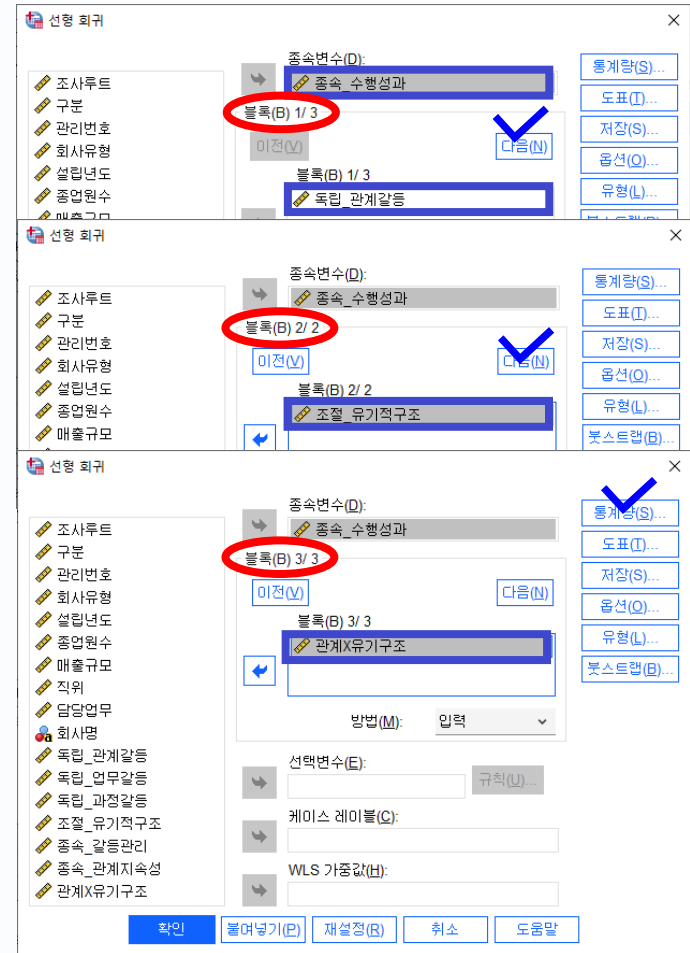 선형 회귀
종속변수(D):
종속_수행성과
통계량(S)...
조사루트
구분
관리번호
회사유형
설립년도
종업원수
블록(B) 1/ 3
이전(V)
다음(N)
블록(B) 1/ 3
독립_관계갈등
도표(T)...
저장(S)...
옵션(O)...
유형(L)...
선형 회귀
종속변수(D):
종속_수행성과
통계량(S)...
조사루트
구분
관리번호
회사유형
설립년도
종업원수
매출규모
블록(B) 2/ 2
이전(V)
다음(N)
블록(B) 2/ 2
조절_유기적구조
도표(T)...
저장(S)...
옵션(O)...
유형(L)...
붓스트랩(B)...
선형 회귀
종속변수(D):
종속_수행성과
통계량(S)...
조사루트
구분
관리번호
회사유형
설립년도
종업원수
매출규모
직위
담당업무
회사명
독립_관계갈등
독립_업무갈등
독립_과정갈등
조절_유기적구조
종속_갈등관리
종속_관계지속성
관계X유기구조
블록(B) 3/ 3
이전(V)
다음(N)
블록(B) 3/ 3
관계X유기구조
방법(M):
입력
선택변수(E):
규칙(U)...
케이스 레이블(C):
WLS 가중값(H):
도표(T)...
저장(S)...
옵션(O)...
유형(L)...
붓스트랩(B)...
확인
붙여넣기(P)
재설정(R)
취소
도움말